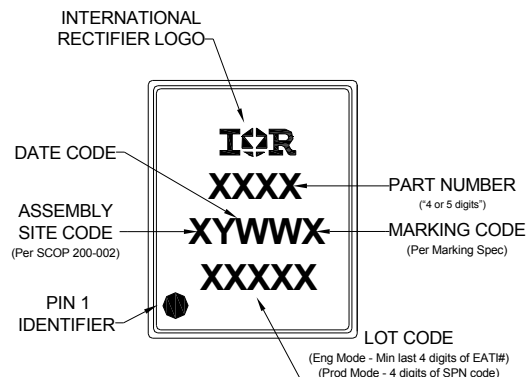 INTERNATIONAL
RECTIFIER LOGO
IOR
DATE CODE
XXXX
PART NUMBER
("4 or 5 digits")
ASSEMBLY
SITE CODE
(Per SCOP 200-002)
XYWWX
MARKING CODE
(Per Marking Spec)
XXXXX
PIN 1
IDENTIFIER
LOT CODE
(Eng Mode - Min last 4 digits of EATI#)
(Prod Mode - 4 digits of SPN code)